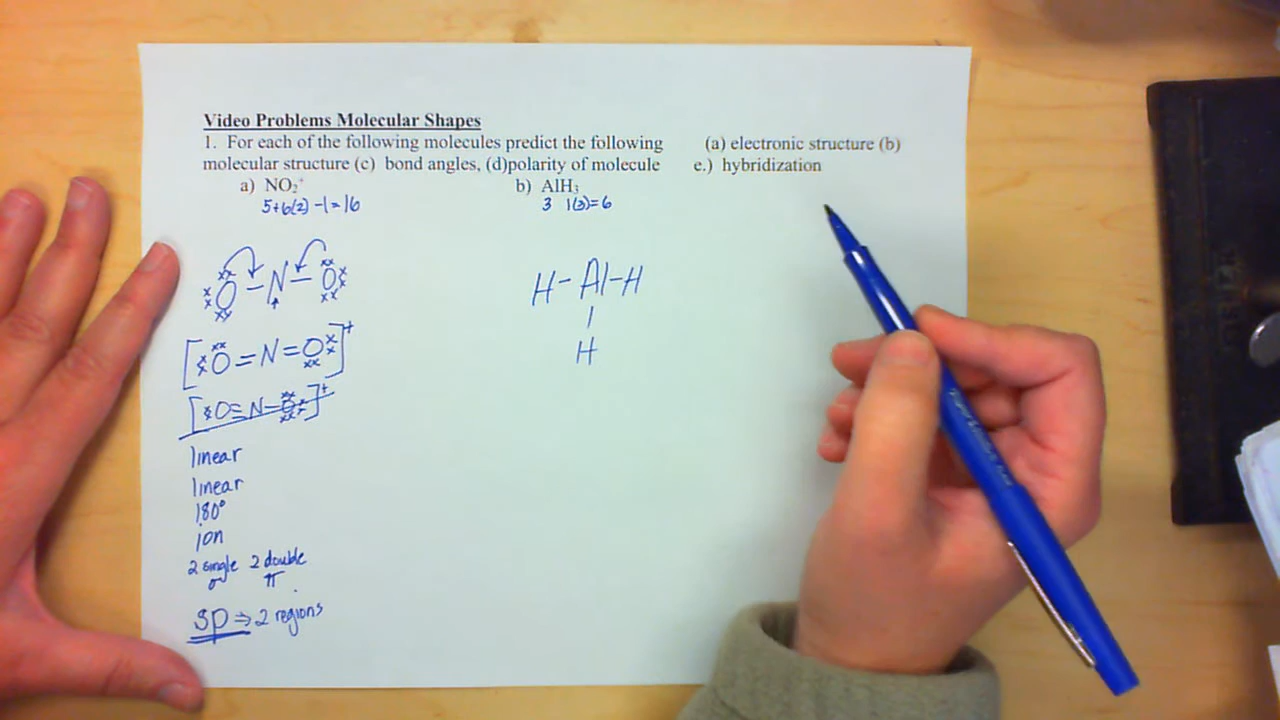 Video Problems Molecular Shapes
1. For each of the following molecules predict the following (a) electronic structure (b)
molecular structure (c) bond angles, (d)polarity of molecule e.) hybridization
a) NO₂⁺ b) AlH₃
5+6(2)-1=16 3 1(3)=6
O-N-O H-Al-H
|
[O=N=O]⁺ H
[O≡N-O]⁺
linear
linear
180°
ion
2 single 2 double
σ π
sp ⇒ 2 regions